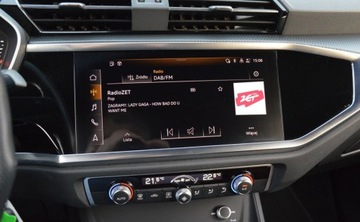 15:06
Źródło
Radio
DAB/FM
RadioZET
Pop
ZAGRAMY: LADY GAGA - HOW BAD DO U
WANT ME
ZET
Lista
Więcej
21.5
22.5